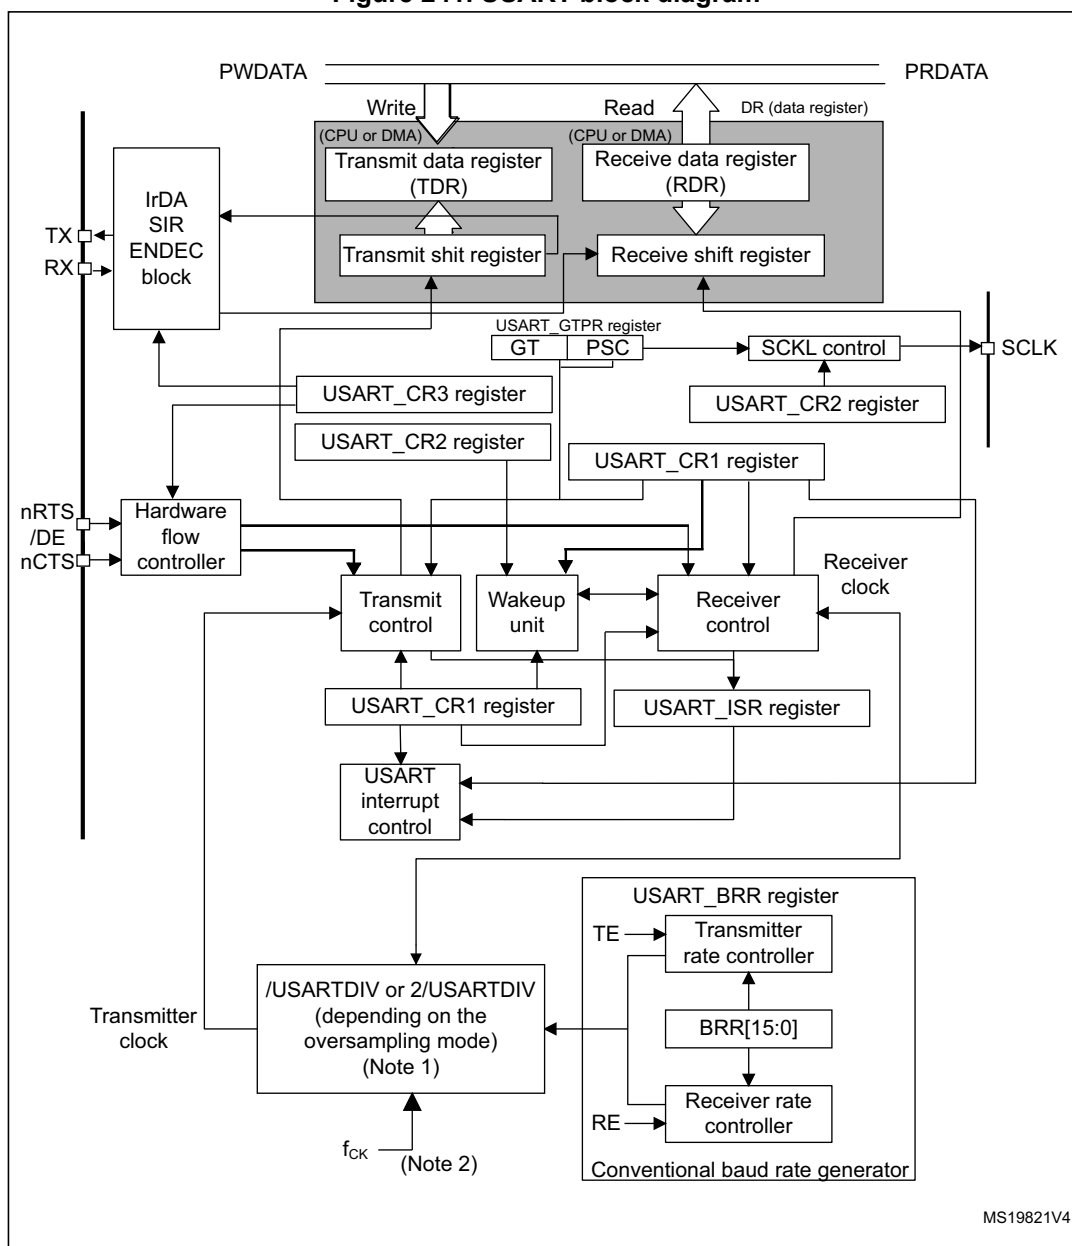 PWDATA
PRDATA
Write
Read
DR (data register)
(CPU or DMA)
(CPU or DMA)
Transmit data register
(TDR)
Receive data register
(RDR)
IrDA
SIR
ENDEC
block
TX
RX
Transmit shit register
Receive shift register
USART_GTPR register
GT
PSC
SCKL control
SCLK
USART_CR3 register
USART_CR2 register
USART_CR2 register
USART_CR1 register
nRTS
/DE
nCTS
Hardware
flow
controller
Receiver
clock
Transmit
control
Wakeup
unit
Receiver
control
USART_CR1 register
USART_ISR register
USART
interrupt
control
USART_BRR register
TE
Transmitter
rate controller
/USARTDIV or 2/USARTDIV
(depending on the
oversampling mode)
(Note 1)
Transmitter
clock
BRR[15:0]
Receiver rate
controller
RE
fCK
(Note 2)
Conventional baud rate generator
MS19821V4